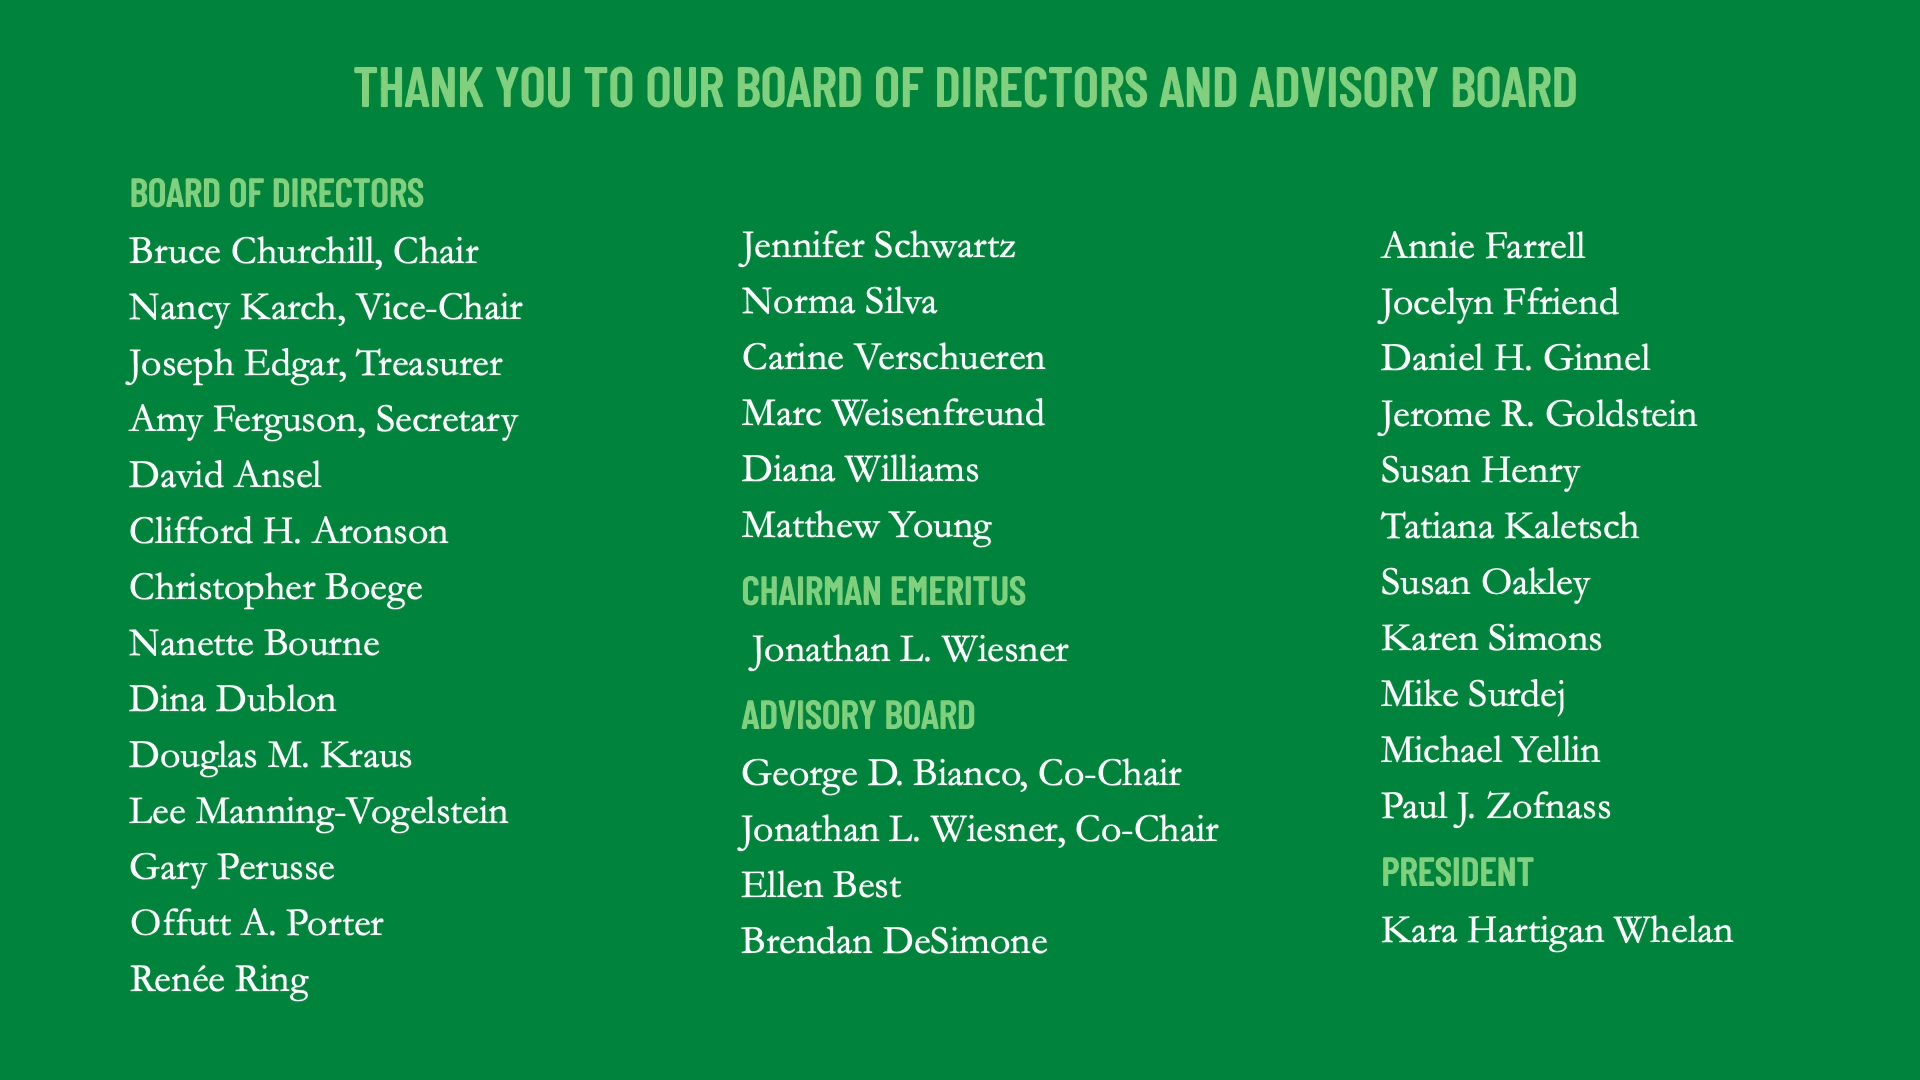 THANK YOU TO OUR BOARD OF DIRECTORS AND ADVISORY BOARD
BOARD OF DIRECTORS
Bruce Churchill, Chair
Nancy Karch, Vice-Chair
Joseph Edgar, Treasurer
Amy Ferguson, Secretary
David Ansel
Clifford H. Aronson
Christopher Boege
Nanette Bourne
Dina Dublon
Douglas M. Kraus
Lee Manning-Vogelstein
Gary Perusse
Offutt A. Porter
Renée Ring
Jennifer Schwartz
Norma Silva
Carine Verschueren
Marc Weisenfreund
Diana Williams
Matthew Young
CHAIRMAN EMERITUS
Jonathan L. Wiesner
ADVISORY BOARD
George D. Bianco, Co-Chair
Jonathan L. Wiesner, Co-Chair
Ellen Best
Brendan DeSimone
Annie Farrell
Jocelyn Ffriend
Daniel H. Ginnel
Jerome R. Goldstein
Susan Henry
Tatiana Kaletsch
Susan Oakley
Karen Simons
Mike Surdej
Michael Yellin
Paul J. Zofnass
PRESIDENT
Kara Hartigan Whelan